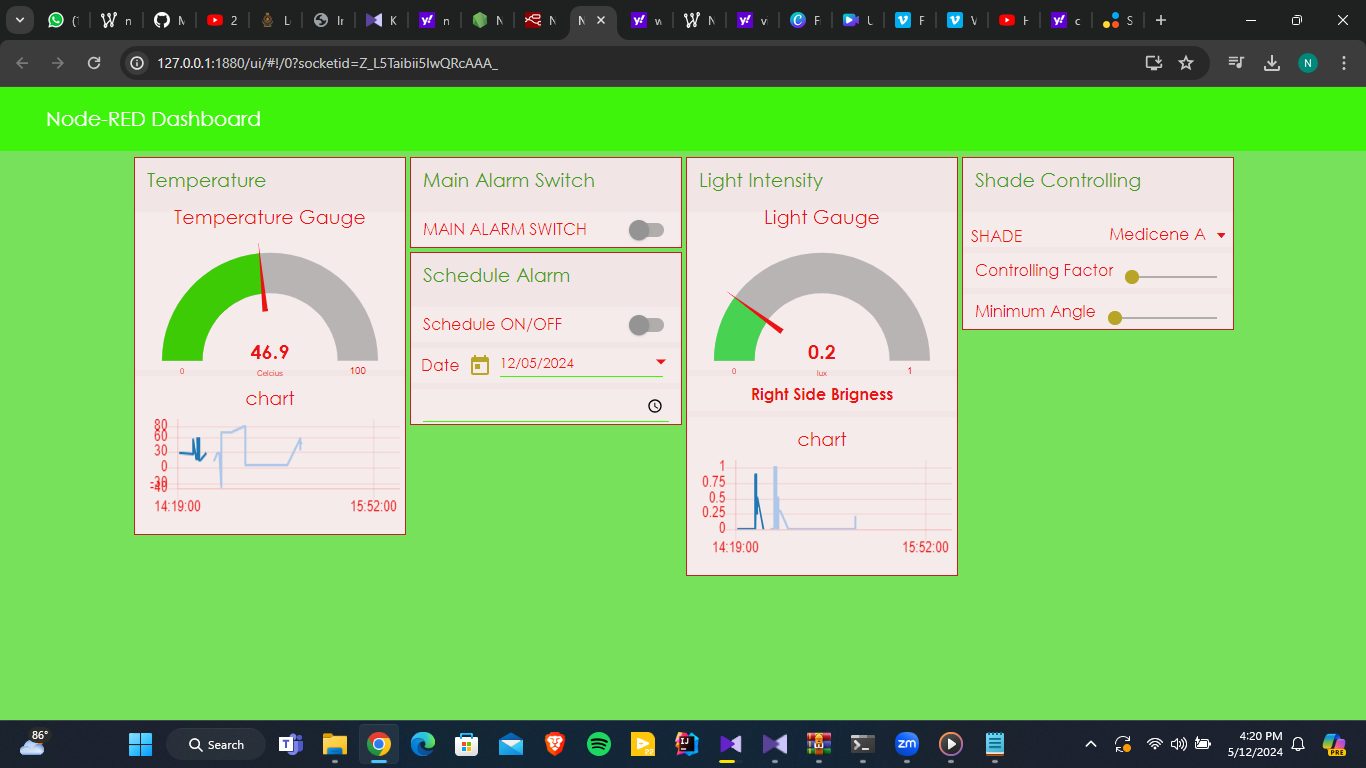 (1
n
M
2
L
In
K
n
N
N
N
w
N
v
F
U
F
V
H
c
S
127.0.0.1:1880/ui/#!/0?socketid=Z_L5Taibii5IwQRcAAA_
N
Node-RED Dashboard
Temperature
Temperature Gauge
46.9
Celcius
0
100
chart
80
60
30
0
-40
14:19:00
15:52:00
Main Alarm Switch
MAIN ALARM SWITCH
Schedule Alarm
Schedule ON/OFF
Date
12/05/2024
Light Intensity
Light Gauge
0.2
lux
0
1
Right Side Brigness
chart
1
0.75
0.5
0.25
0
14:19:00
15:52:00
Shade Controlling
SHADE
Medicene A
Controlling Factor
Minimum Angle
86°
Search
zm
4:20 PM
5/12/2024
PRE